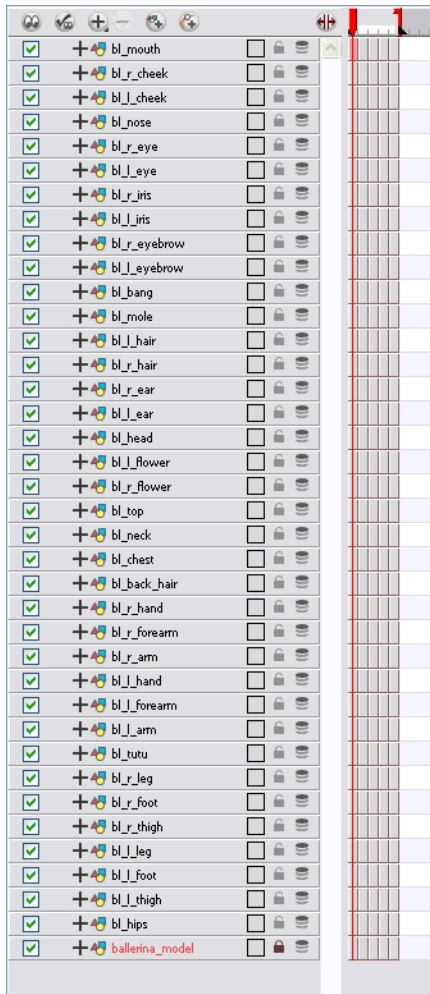 bl_mouth
bl_r_cheek
bl_l_cheek
bl_nose
bl_r_eye
bl_l_eye
bl_r_iris
bl_l_iris
bl_r_eyebrow
bl_l_eyebrow
bl_bang
bl_mole
bl_l_hair
bl_r_hair
bl_r_ear
bl_l_ear
bl_head
bl_l_flower
bl_r_flower
bl_top
bl_neck
bl_chest
bl_back_hair
bl_r_hand
bl_r_forearm
bl_r_arm
bl_l_hand
bl_l_forearm
bl_l_arm
bl_tutu
bl_r_leg
bl_r_foot
bl_r_thigh
bl_l_leg
bl_l_foot
bl_l_thigh
bl_hips
ballerina_model